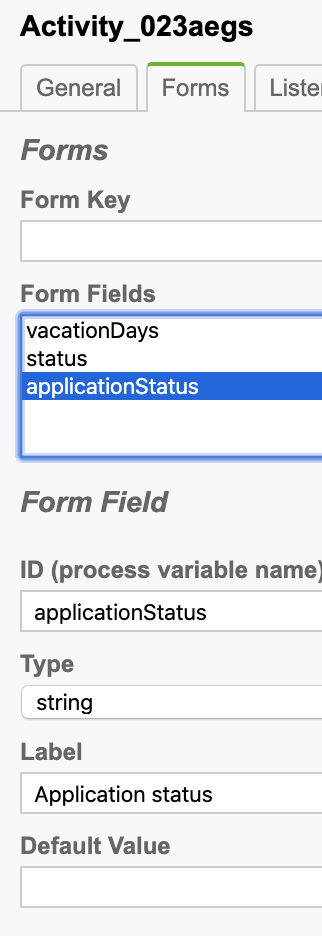 Activity_023aegs
General
Forms
Forms
Form Key
Form Fields
vacationDays
status
applicationStatus
Form Field
ID (process variable name)
applicationStatus
Type
string
Label
Application status
Default Value